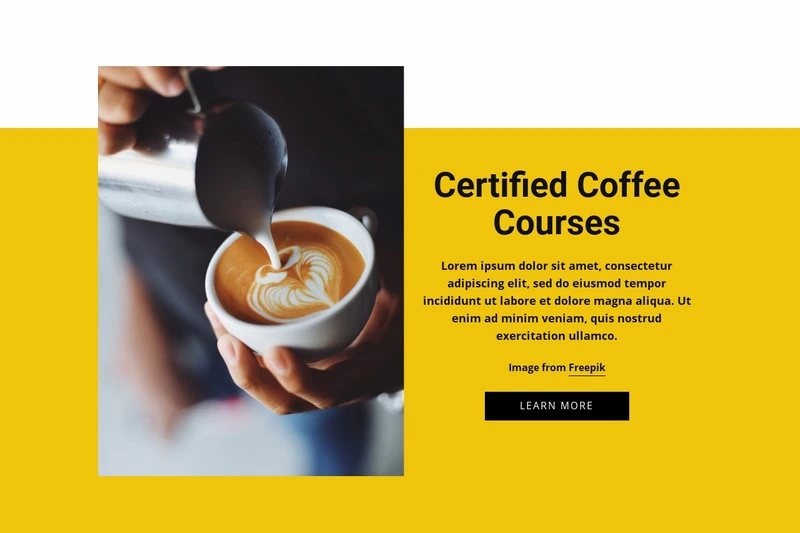 Certified Coffee
Courses
Lorem ipsum dolor sit amet, consectetur
adipiscing elit, sed do eiusmod tempor
incididunt ut labore et dolore magna aliqua. Ut
enim ad minim veniam, quis nostrud
exercitation ullamco.
Image from Freepik
LEARN MORE